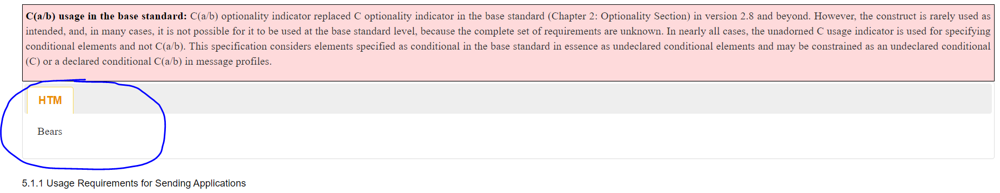 C(a/b) usage in the base standard: C(a/b) optionality indicator replaced C optionality indicator in the base standard (Chapter 2: Optionality Section) in version 2.8 and beyond. However, the construct is rarely used as
intended, and, in many cases, it is not possible for it to be used at the base standard level, because the complete set of requirements are unknown. In nearly all cases, the unadorned C usage indicator is used for specifying
conditional elements and not C(a/b). This specification considers elements specified as conditional in the base standard in essence as undeclared conditional elements and may be constrained as an undeclared conditional
(C) or a declared conditional C(a/b) in message profiles.
HTM
Bears
5.1.1 Usage Requirements for Sending Applications